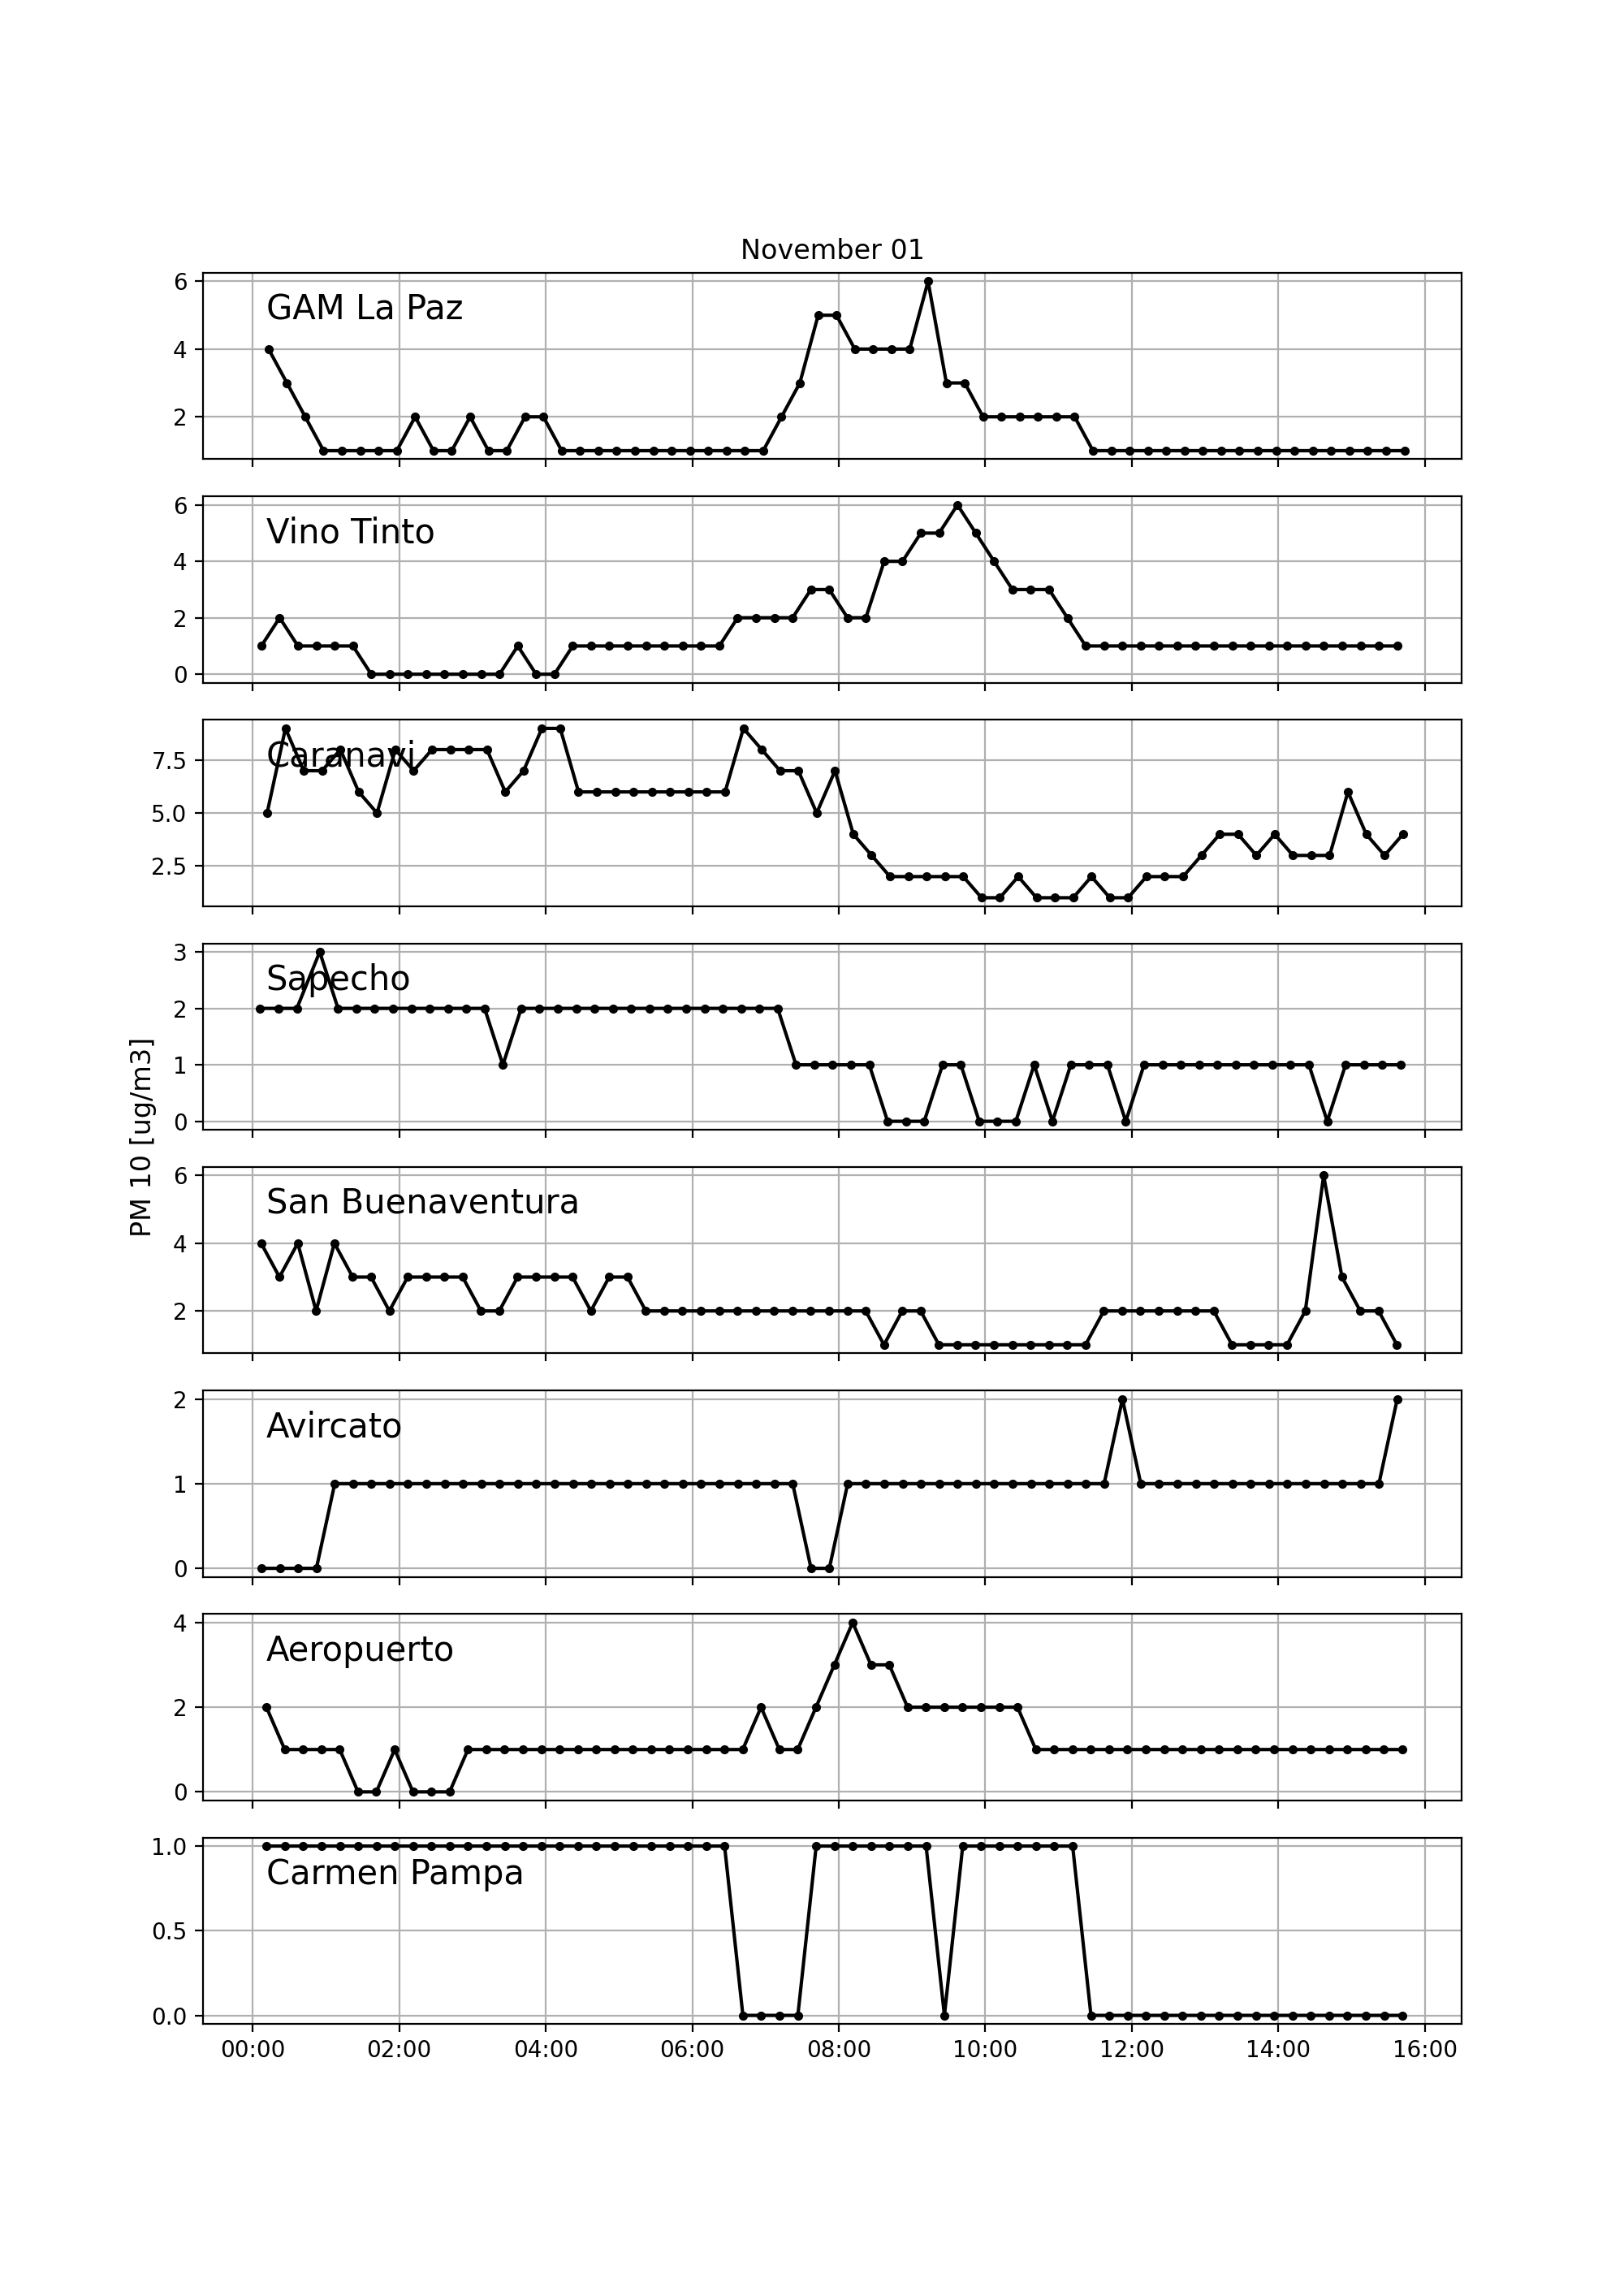 November 01
6
GAM La Paz
4
2
6
Vino Tinto
4
2
0
Caranavi
7.5
5.0
2.5
3
Sapecho
2
1
0
PM 10 [ug/m3]
6
San Buenaventura
4
2
2
Avircato
1
0
4
Aeropuerto
2
0
1.0
Carmen Pampa
0.5
0.0
00:00 02:00 04:00 06:00 08:00 10:00 12:00 14:00 16:00